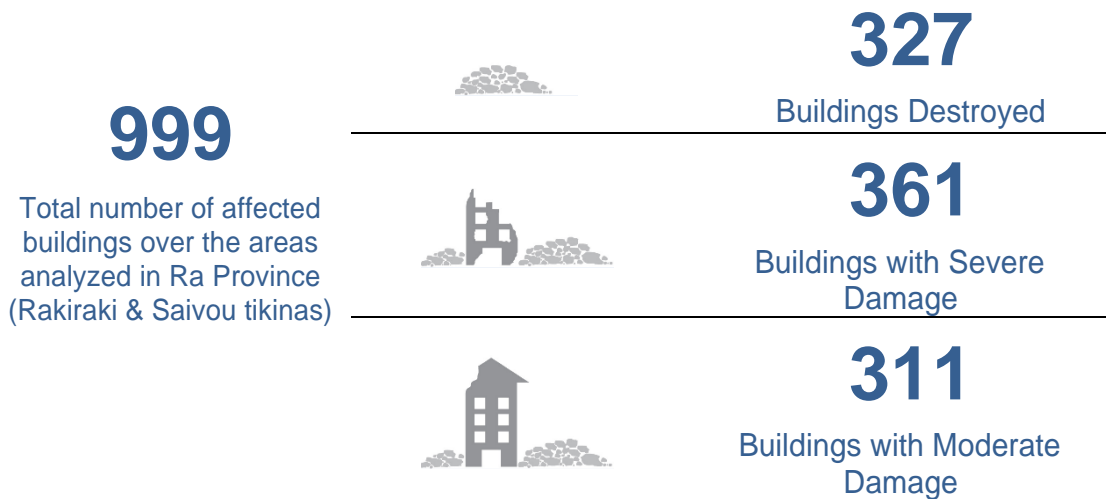 999
Total number of affected
buildings over the areas
analyzed in Ra Province
(Rakiraki & Saivou tikinas)
327
Buildings Destroyed
361
Buildings with Severe
Damage
311
Buildings with Moderate
Damage